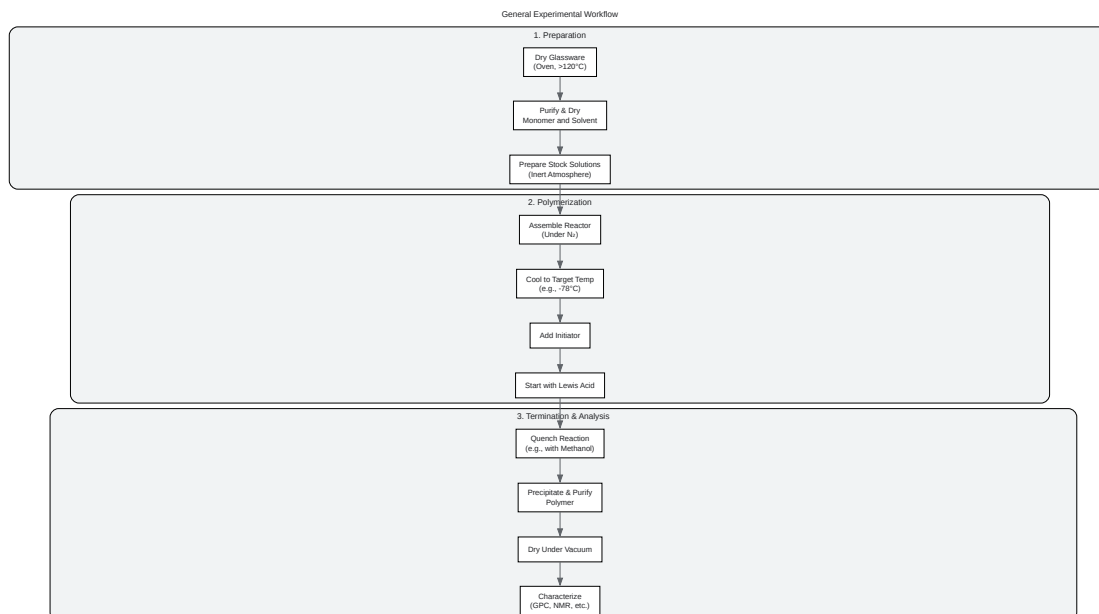 General Experimental Workflow
1. Preparation
Dry Glassware
(Oven, >120°C)
Purify & Dry
Monomer and Solvent
Prepare Stock Solutions
(Inert Atmosphere)
2. Polymerization
Assemble Reactor
(Under N₂)
Cool to Target Temp
(e.g., -78°C)
Add Initiator
Start with Lewis Acid
3. Termination & Analysis
Quench Reaction
(e.g., with Methanol)
Precipitate & Purify
Polymer
Dry Under Vacuum
Characterize
(GPC, NMR, etc.)